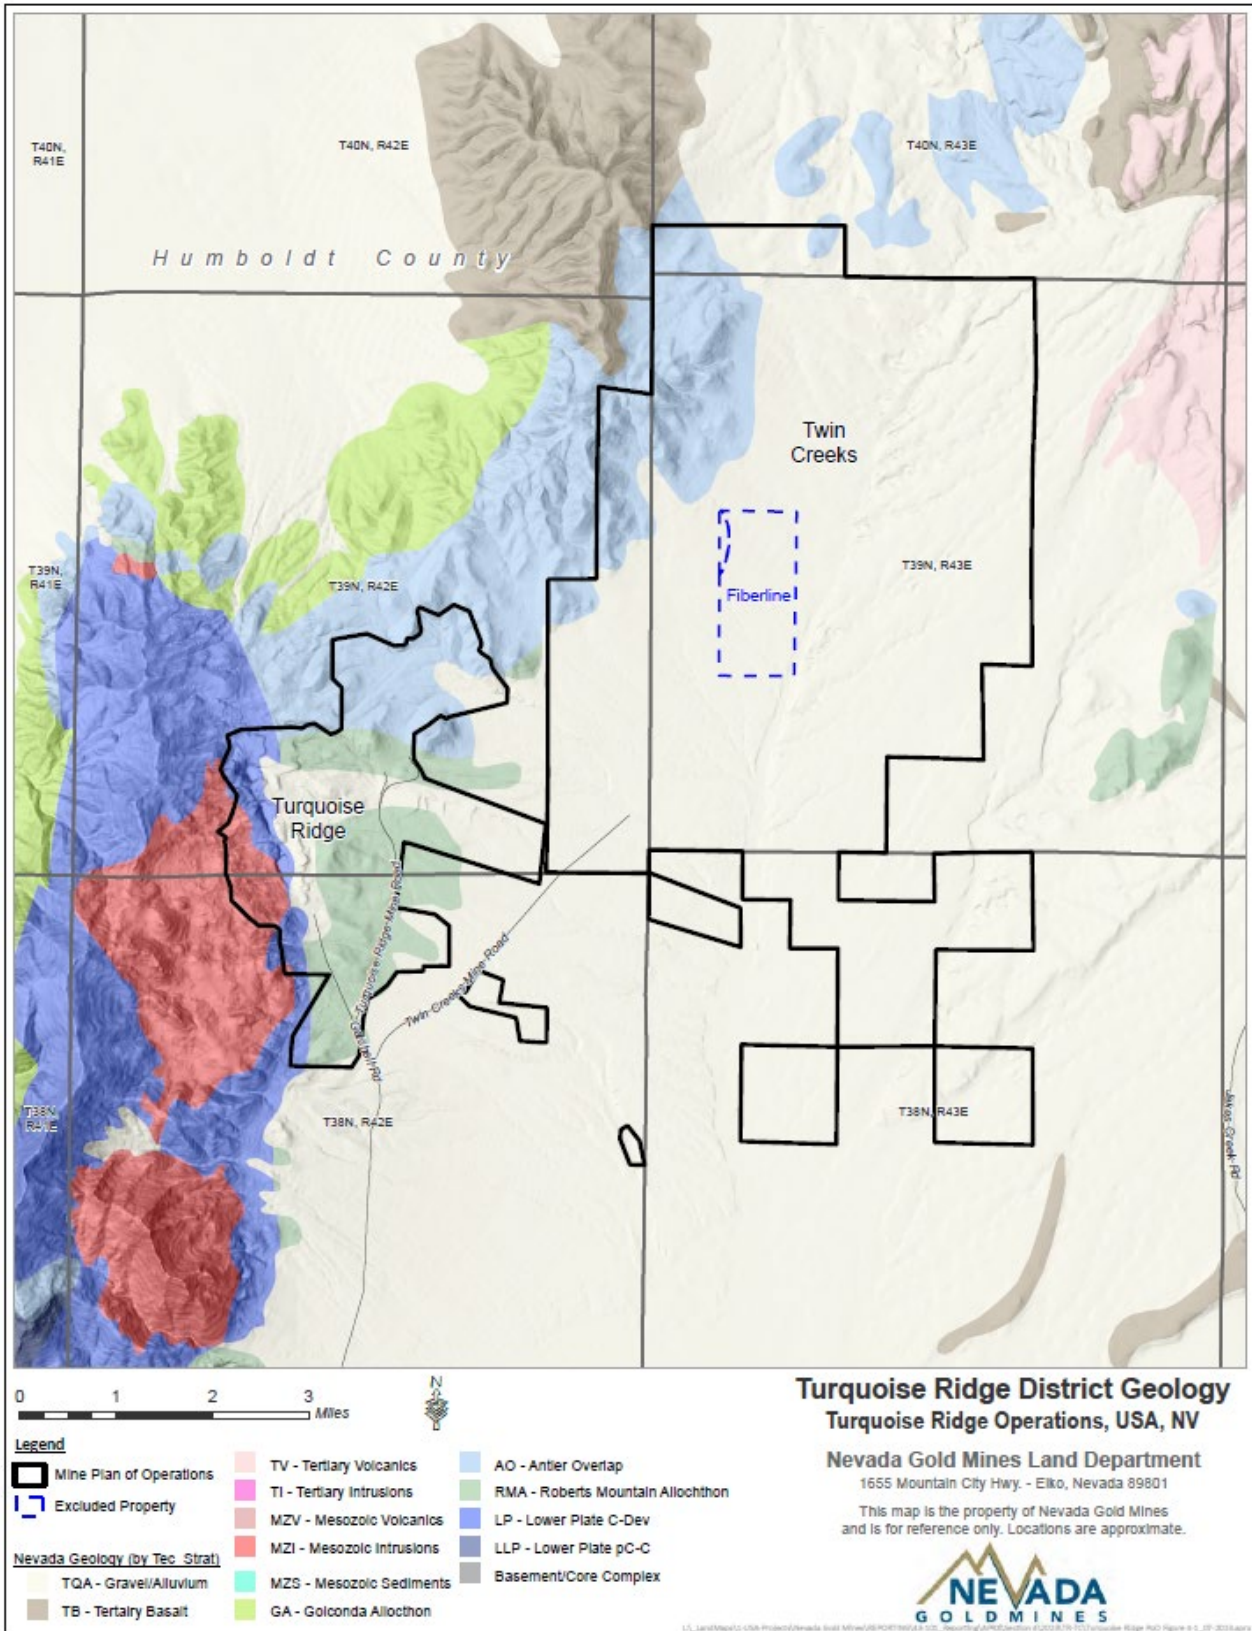 T40N,
R41E
T40N, R42E
T40N, R43E
Humboldt County
Twin
Creeks
T39N,
R41E
T39N, R42E
T39N, R43E
Fiberline
Turquoise
Ridge
Turquoise Ridge Mine Road
Twin Creeks Mine Road
Getchell Rd
T38N,
R41E
T38N, R42E
T38N, R43E
Jakes Creek Rd
0 1 2 3
Miles
N
Legend
Mine Plan of Operations
Excluded Property
Nevada Geology (by Tec_Strat)
TQA - Gravel/Alluvium
TB - Tertairy Basalt
TV - Tertiary Volcanics
TI - Tertiary Intrusions
MZV - Mesozoic Volcanics
MZI - Mesozoic Intrusions
MZS - Mesozoic Sediments
GA - Golconda Allocthon
AO - Antler Overlap
RMA - Roberts Mountain Allochthon
LP - Lower Plate C-Dev
LLP - Lower Plate pC-C
Basement/Core Complex
Turquoise Ridge District Geology
Turquoise Ridge Operations, USA, NV
Nevada Gold Mines Land Department
1655 Mountain City Hwy. - Elko, Nevada 89801
This map is the property of Nevada Gold Mines
and is for reference only. Locations are approximate.
NEVADA
GOLDMINES